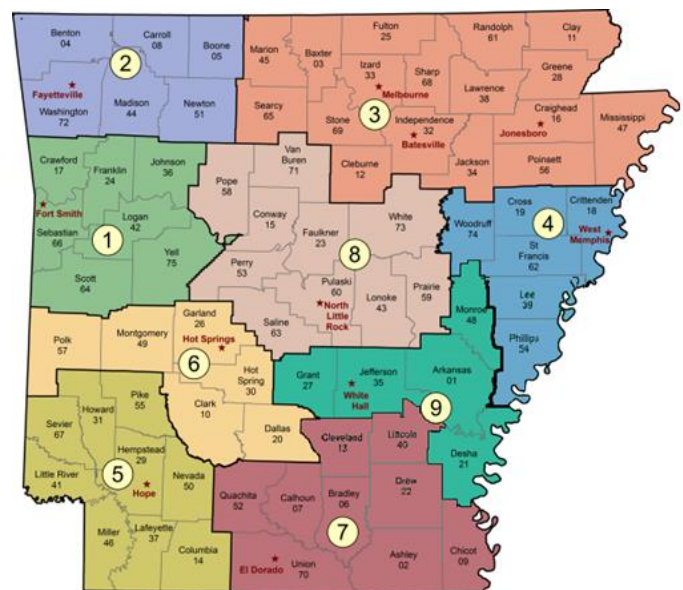 Benton
04
Carroll
08
Boone
05
2
Fayetteville
Washington
72
Madison
44
Newton
51
Marion
45
Baxter
03
Fulton
25
Randolph
61
Clay
11
Izard
33
Sharp
68
Greene
28
Melbourne
Lawrence
38
Searcy
65
Stone
69
3
Independence
32
Batesville
Craighead
16
Jonesboro
Mississippi
47
Cleburne
12
Jackson
34
Poinsett
56
Crawford
17
Franklin
24
Johnson
36
Fort Smith
Logan
42
Sebastian
66
1
Yell
75
Scott
64
Pope
58
Van
Buren
71
Conway
15
Faulkner
23
White
73
8
Perry
53
Pulaski
60
North
Little
Rock
Lonoke
43
Prairie
59
Saline
63
Woodruff
74
Cross
19
Crittenden
18
4
West
Memphis
St
Francis
62
Lee
39
Phillips
54
Polk
57
Montgomery
49
Garland
26
Hot Springs
6
Hot
Spring
30
Clark
10
Dallas
20
Monroe
48
Grant
27
Jefferson
35
White
Hall
Arkansas
01
9
Desha
21
Sevier
67
Howard
31
Pike
55
Hempstead
29
5
Hope
Little River
41
Nevada
50
Miller
46
Lafeyette
37
Columbia
14
Cleveland
13
Lincoln
40
Quachita
52
Calhoun
07
Bradley
06
Drew
22
7
El Dorado
Union
70
Ashley
02
Chicot
09